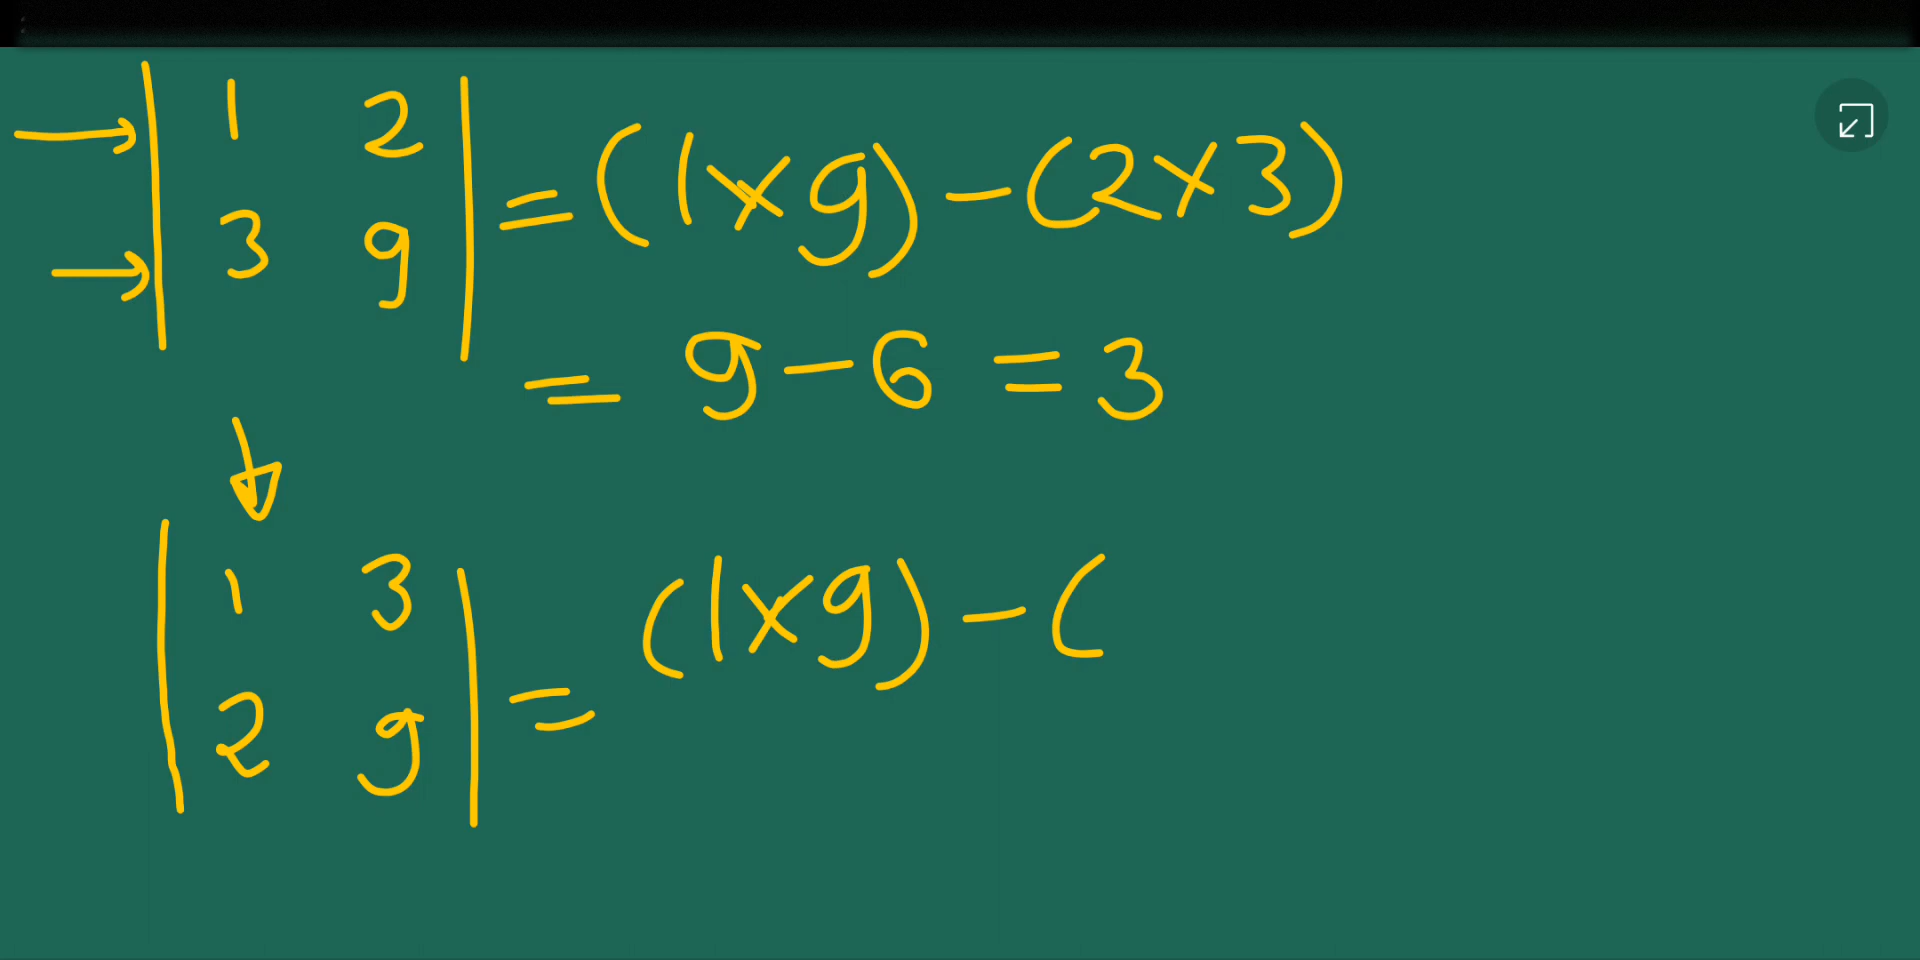 | 1 2 | = (1×9) − (2×3)
| 3 9 |
= 9 − 6 = 3
| 1 3 | = (1×9) − (
| 2 9 |